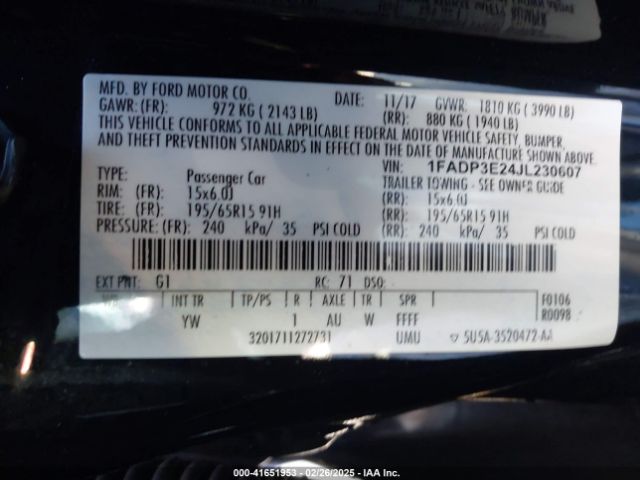 MFD. BY FORD MOTOR CO.
DATE: 11/17 GVWR: 1810 KG ( 3990 LB)
GAWR: (FR): 972 KG ( 2143 LB) (RR): 880 KG ( 1940 LB)
THIS VEHICLE CONFORMS TO ALL APPLICABLE FEDERAL MOTOR VEHICLE SAFETY, BUMPER,
AND THEFT PREVENTION STANDARDS IN EFFECT ON THE DATE OF MANUFACTURE SHOWN ABOVE.
VIN: 1FADP3E24JL230607
TYPE: Passenger Car TRAILER TOWING - SEE OWNER GUIDE
RIM: (FR): 15x6.0J (RR): 15x6.0J
TIRE: (FR): 195/65R15 91H (RR): 195/65R15 91H
PRESSURE: (FR): 240 kPa/ 35 PSI COLD (RR): 240 kPa/ 35 PSI COLD
EXT PNT: G1 RC: 71 DSO:
INT TR TP/PS R AXLE TR SPR F0106
R0098
YW 1 AU W FFFF
3201711272731 UMU 5U5A-3520472-AA
000-41651953 - 02/26/2025 - IAA Inc.